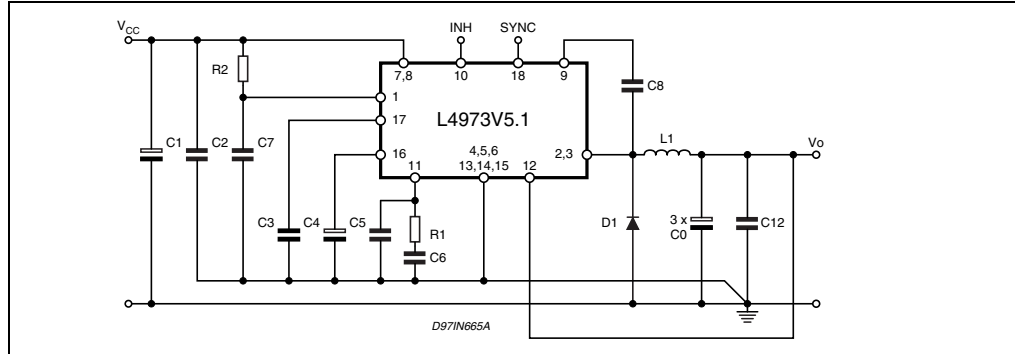 VCC
INH
SYNC
R2
7,8
10
18
9
C8
1
L4973V5.1
17
L1
Vo
C1
C2
C7
16
4,5,6
2,3
11
13,14,15
12
C3
C4
C5
R1
D1
3 x
C0
C12
C6
D97IN665A